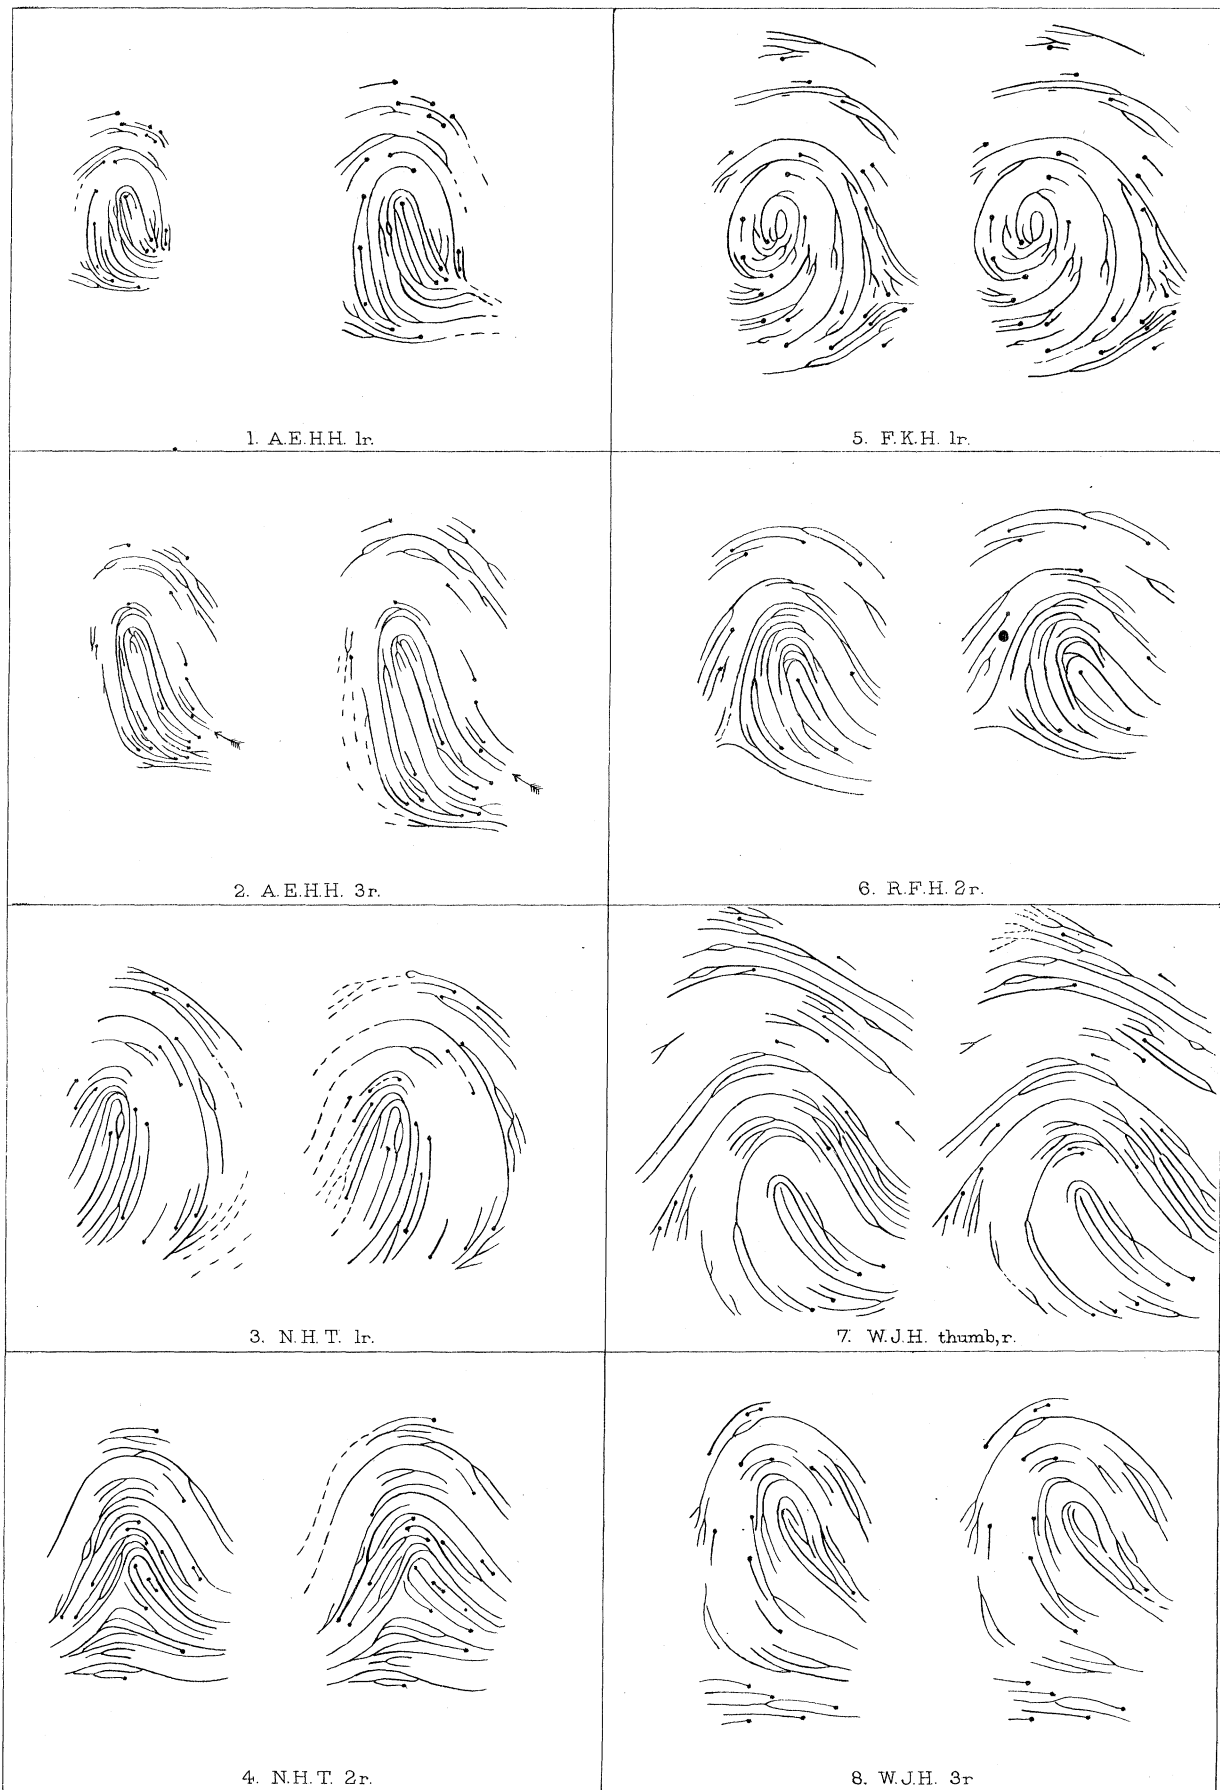 1. A.E.H.H. 1r.
5. F.K.H. 1r.
2. A.E.H.H. 3r.
6. R.F.H. 2r.
3. N.H.T. 1r.
7. W.J.H. thumb, r.
4. N.H.T. 2r.
8. W.J.H. 3r